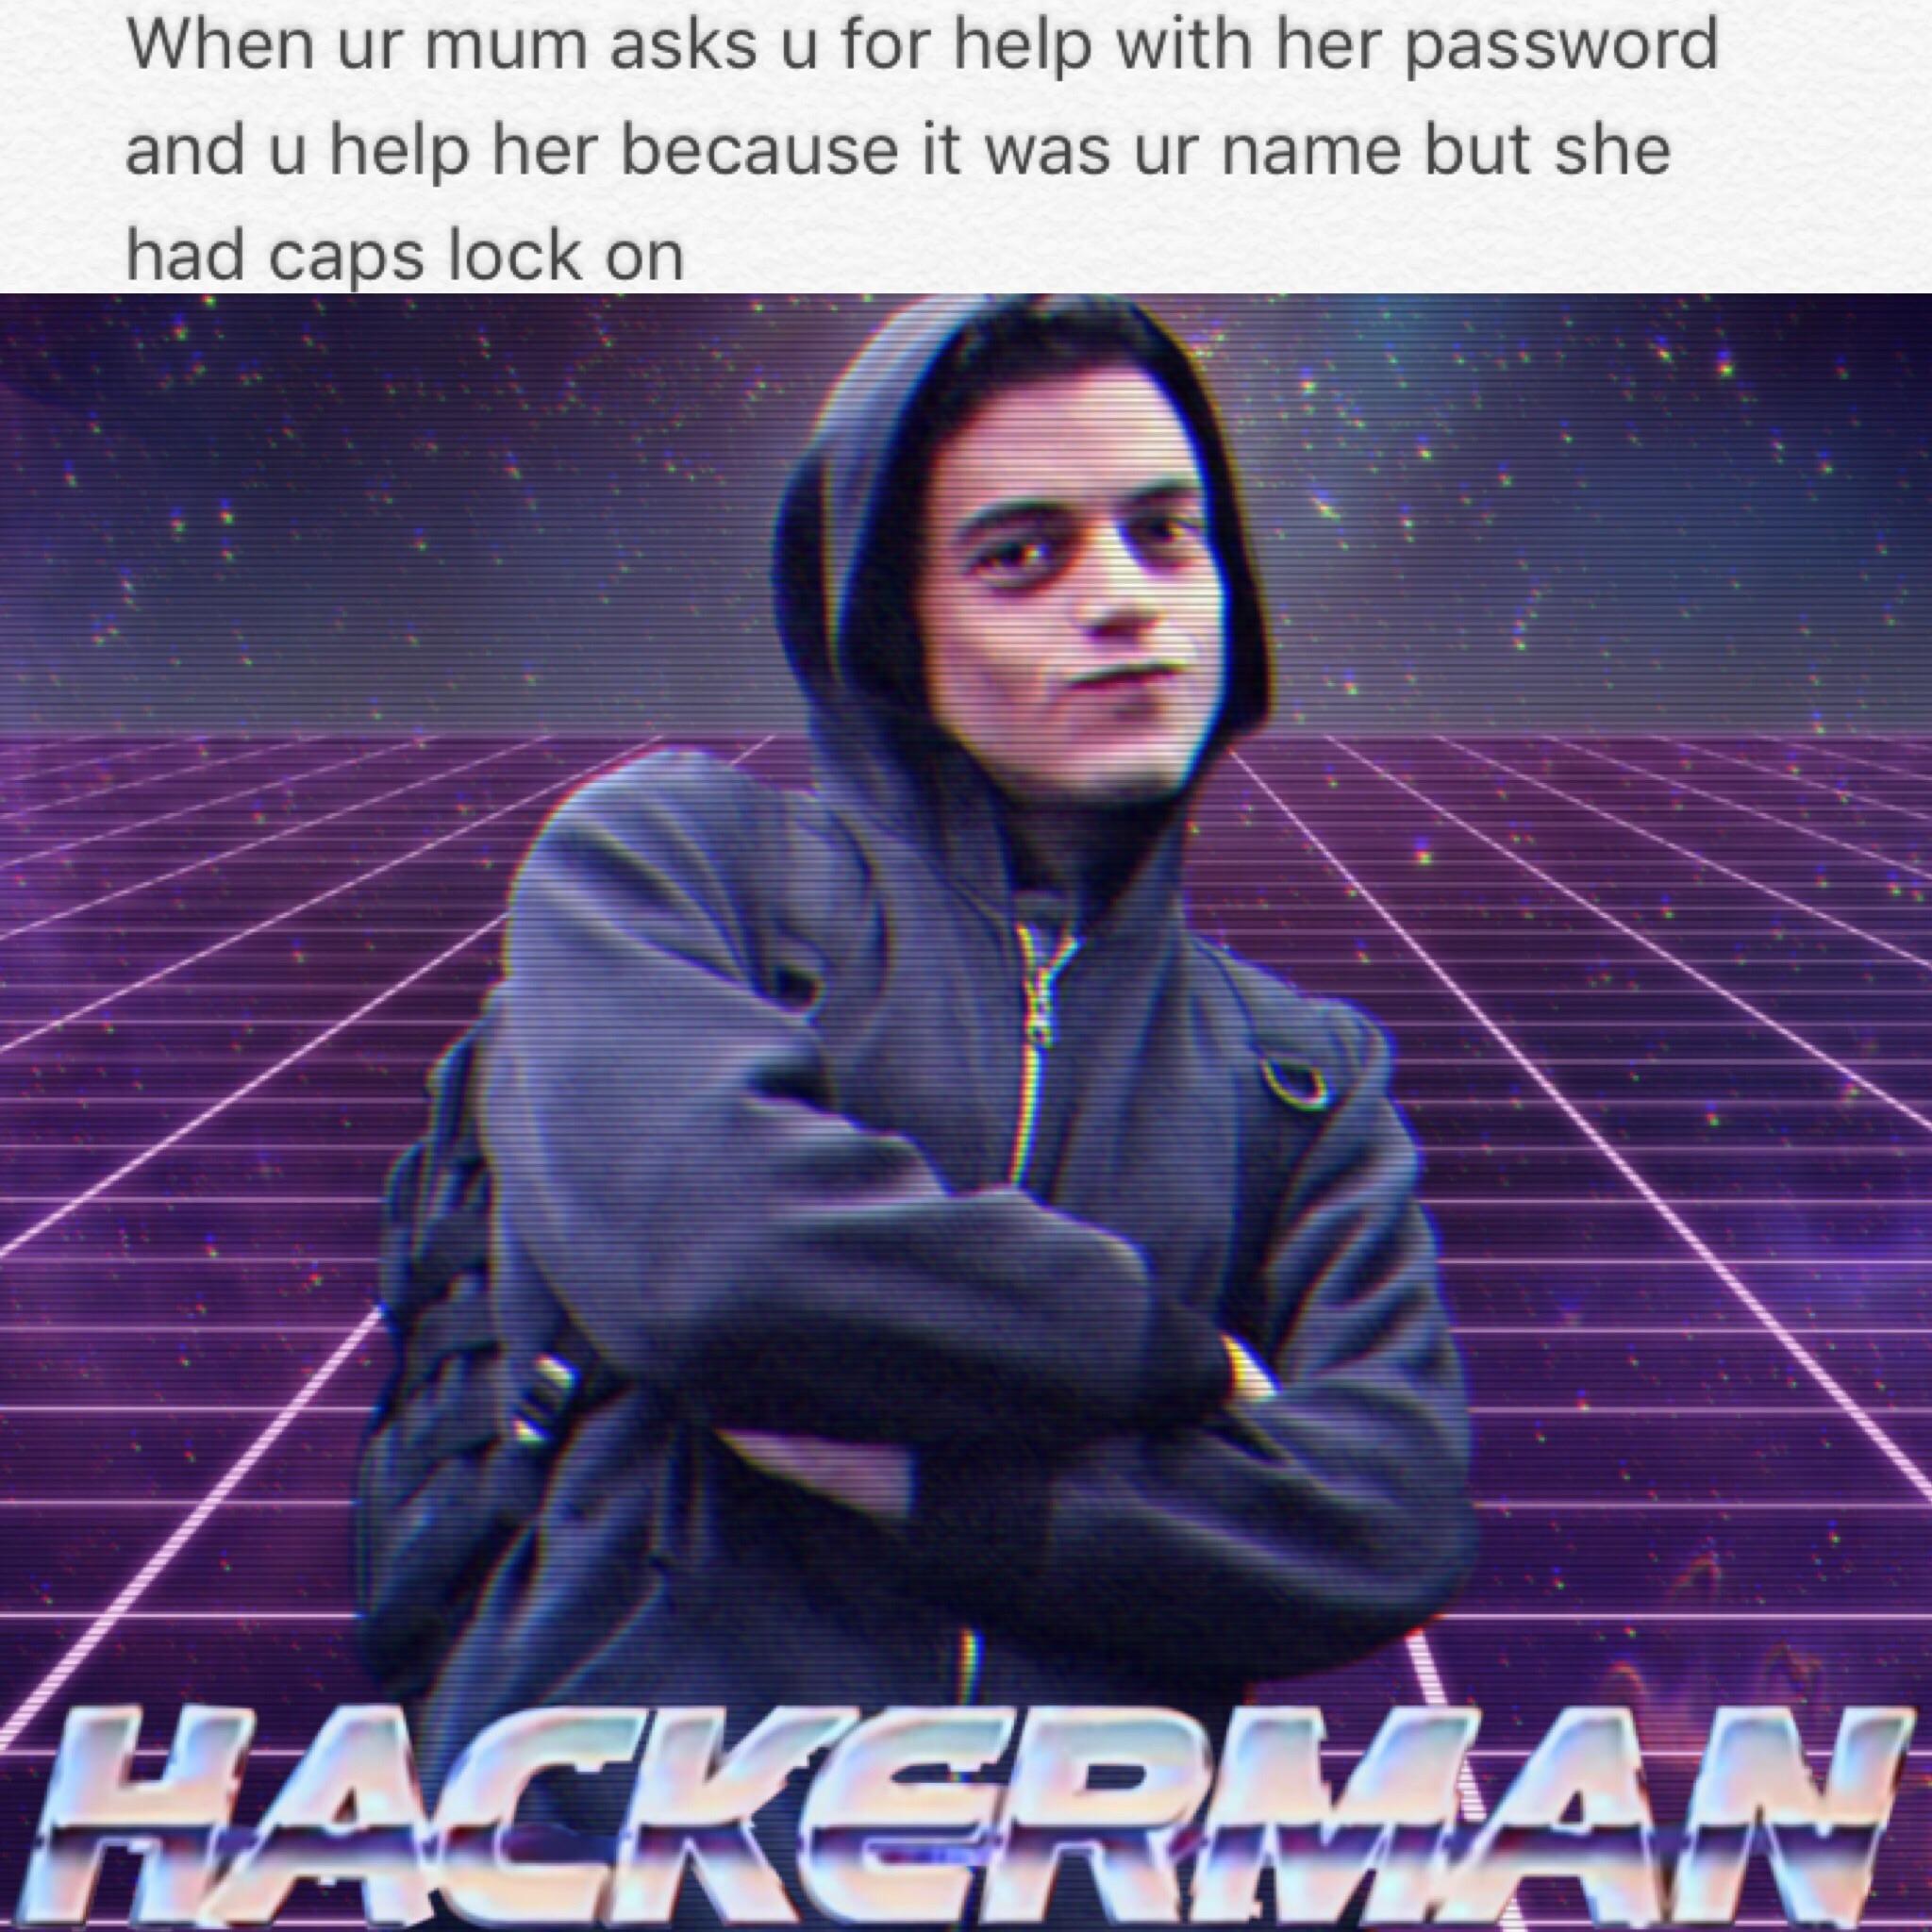 When ur mum asks u for help with her password
and u help her because it was ur name but she
had caps lock on
HACKERMAN